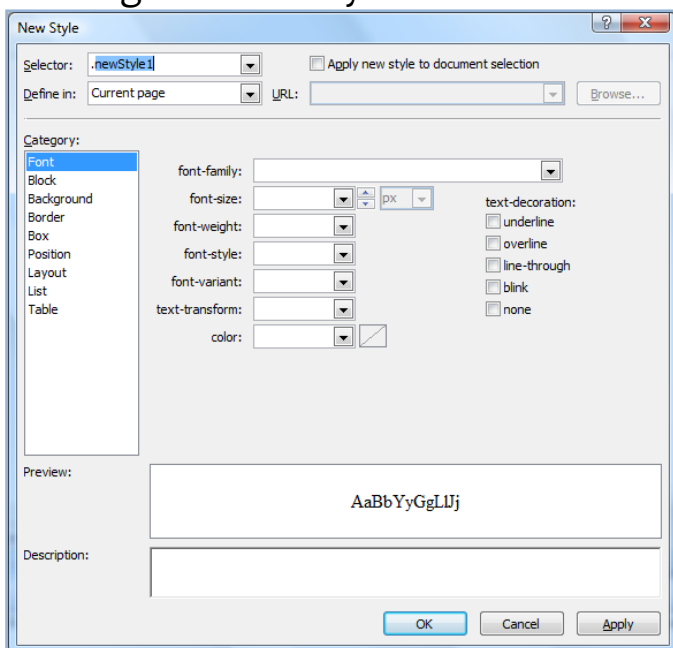 New Style
Selector: .newStyle1 Apply new style to document selection
Define in: Current page URL: Browse...
Category:
Font
Block
Background
Border
Box
Position
Layout
List
Table
font-family:
font-size: px
font-weight:
font-style:
font-variant:
text-transform:
color:
text-decoration:
underline
overline
line-through
blink
none
Preview:
AaBbYyGgLlJj
Description:
OK Cancel Apply